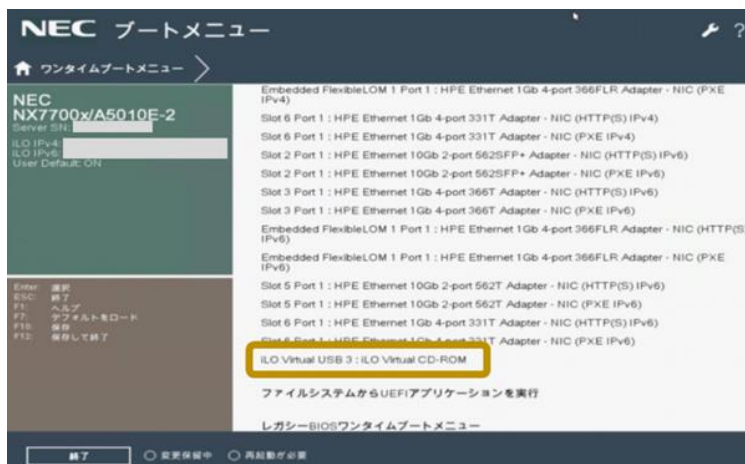 NEC ブートメニュー
?
ワンタイムブートメニュー
NEC
NX7700x/A5010E-2
Server SN:
iLO IPv4:
iLO IPv6:
User Default: ON
Enter: 選択
ESC: 終了
F1: ヘルプ
F7: デフォルトをロード
F10: 保存
F12: 保存して終了
Embedded FlexibleLOM 1 Port 1 : HPE Ethernet 1Gb 4-port 366FLR Adapter - NIC (PXE
IPv4)
Slot 6 Port 1 : HPE Ethernet 1Gb 4-port 331T Adapter - NIC (HTTP(S) IPv4)
Slot 6 Port 1 : HPE Ethernet 1Gb 4-port 331T Adapter - NIC (PXE IPv4)
Slot 2 Port 1 : HPE Ethernet 10Gb 2-port 562SFP+ Adapter - NIC (HTTP(S) IPv6)
Slot 2 Port 1 : HPE Ethernet 10Gb 2-port 562SFP+ Adapter - NIC (PXE IPv6)
Slot 3 Port 1 : HPE Ethernet 1Gb 4-port 366T Adapter - NIC (HTTP(S) IPv6)
Slot 3 Port 1 : HPE Ethernet 1Gb 4-port 366T Adapter - NIC (PXE IPv6)
Embedded FlexibleLOM 1 Port 1 : HPE Ethernet 1Gb 4-port 366FLR Adapter - NIC (HTTP(S
IPv6)
Embedded FlexibleLOM 1 Port 1 : HPE Ethernet 1Gb 4-port 366FLR Adapter - NIC (PXE
IPv6)
Slot 5 Port 1 : HPE Ethernet 10Gb 2-port 562T Adapter - NIC (HTTP(S) IPv6)
Slot 5 Port 1 : HPE Ethernet 10Gb 2-port 562T Adapter - NIC (PXE IPv6)
Slot 6 Port 1 : HPE Ethernet 1Gb 4-port 331T Adapter - NIC (HTTP(S) IPv6)
Slot 6 Port 1 : HPE Ethernet 1Gb 4-port 331T Adapter - NIC (PXE IPv6)
iLO Virtual USB 3 : iLO Virtual CD-ROM
ファイルシステムからUEFIアプリケーションを実行
レガシーBIOSワンタイムブートメニュー
終了 変更保留中 再起動が必要